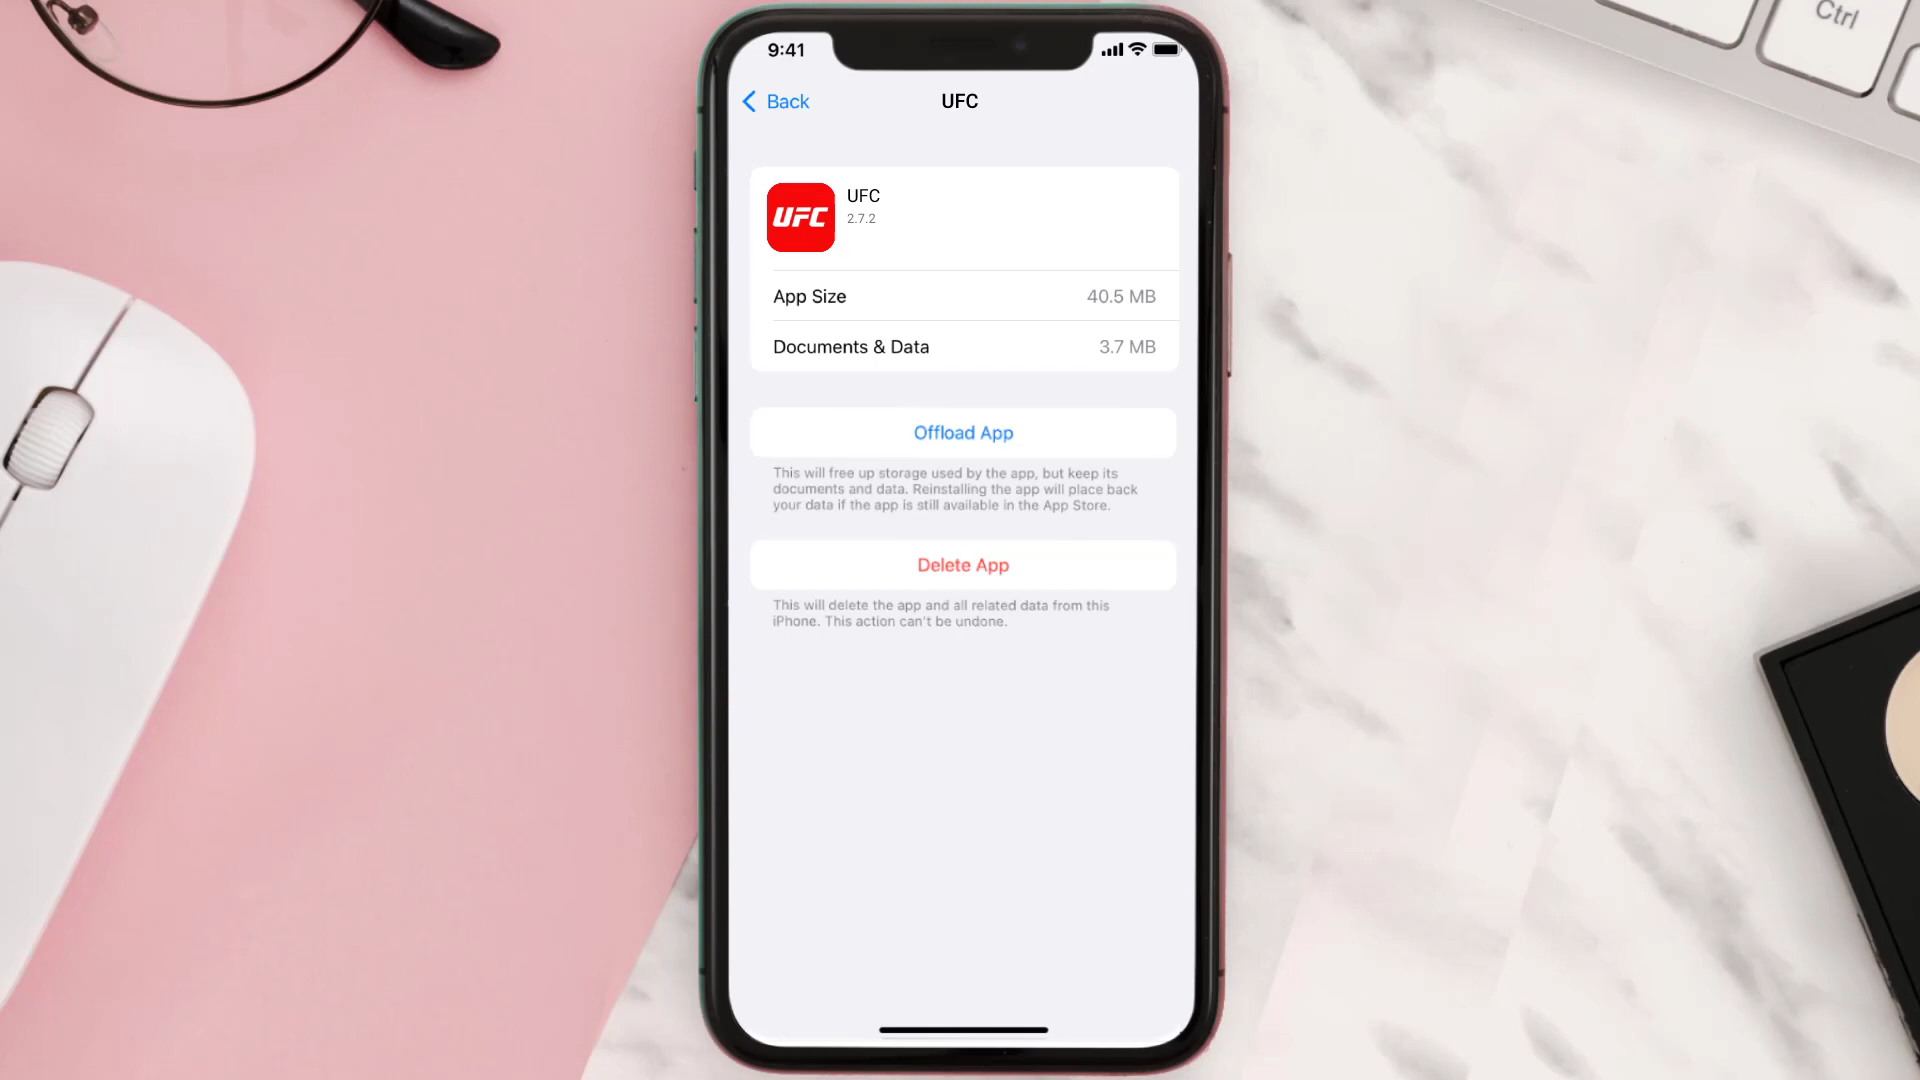 Ctrl
9:41
Back
UFC
UFC
UFC
2.7.2
App Size
40.5 MB
Documents & Data
3.7 MB
Offload App
This will free up storage used by the app, but keep its
documents and data. Reinstalling the app will place back
your data if the app is still available in the App Store.
Delete App
This will delete the app and all related data from this
iPhone. This action can't be undone.